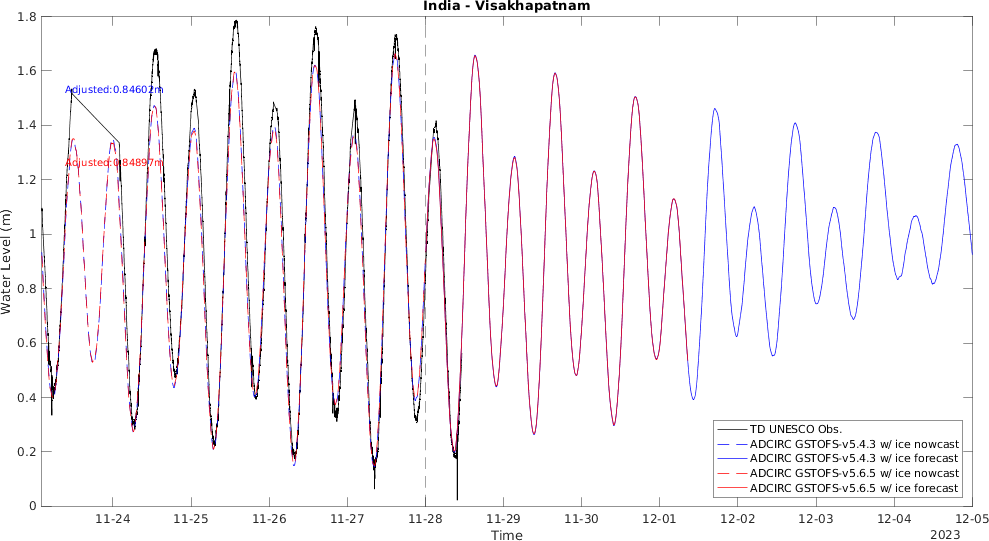 India - Visakhapatnam
Water Level (m)
1.8
1.6
1.4
1.2
1
0.8
0.6
0.4
0.2
0
Adjusted:0.84602m
Adjusted:0.84897m
TD UNESCO Obs.
ADCIRC GSTOFS-v5.4.3 w/ ice nowcast
ADCIRC GSTOFS-v5.4.3 w/ ice forecast
ADCIRC GSTOFS-v5.6.5 w/ ice nowcast
ADCIRC GSTOFS-v5.6.5 w/ ice forecast
11-24 11-25 11-26 11-27 11-28 11-29 11-30 12-01 12-02 12-03 12-04 12-05
Time
2023